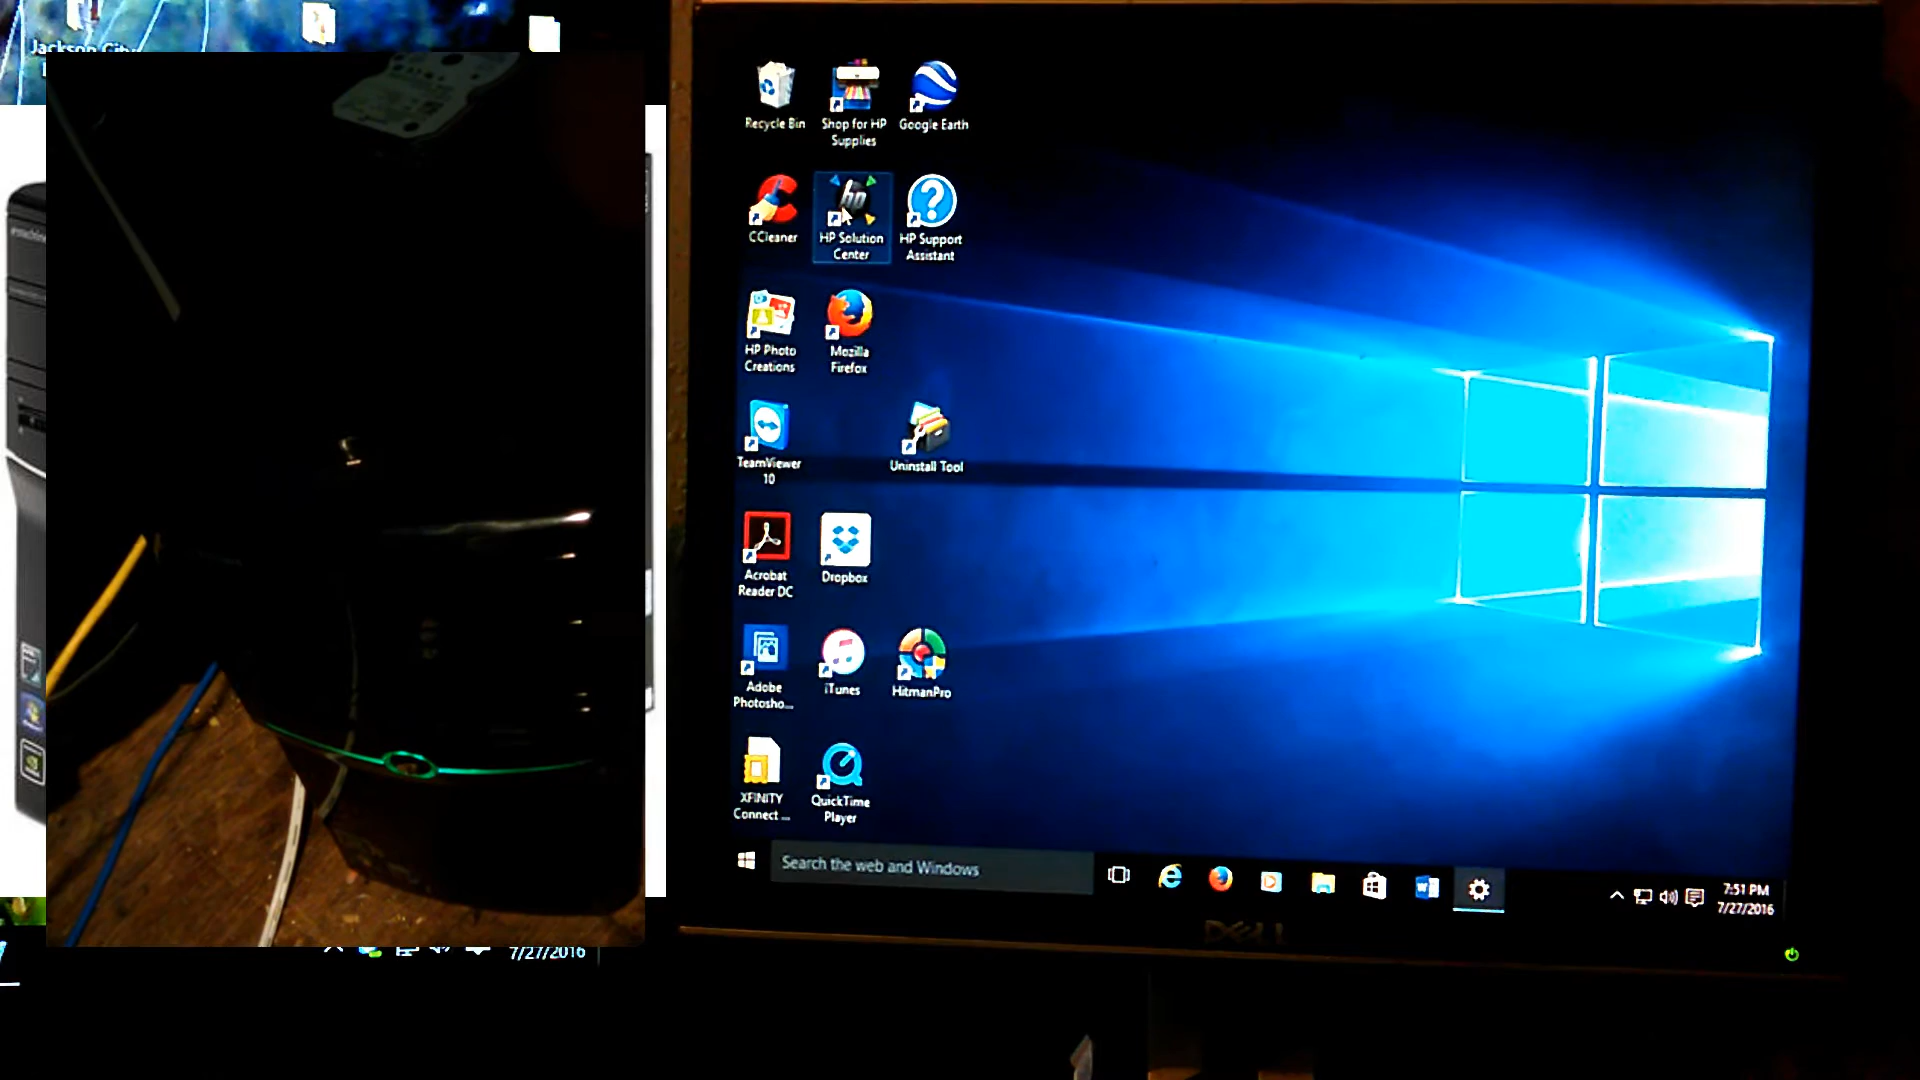 Jackson City
7/27/2016
Recycle Bin
Shop for HP
Supplies
Google Earth
CCleaner
hp
HP Solution
Center
HP Support
Assistant
HP Photo
Creations
Mozilla
Firefox
TeamViewer
10
Uninstall Tool
Acrobat
Reader DC
Dropbox
Adobe
Photosho...
iTunes
HitmanPro
XFINITY
Connect ...
QuickTime
Player
Search the web and Windows
7:51 PM
7/27/2016
DELL